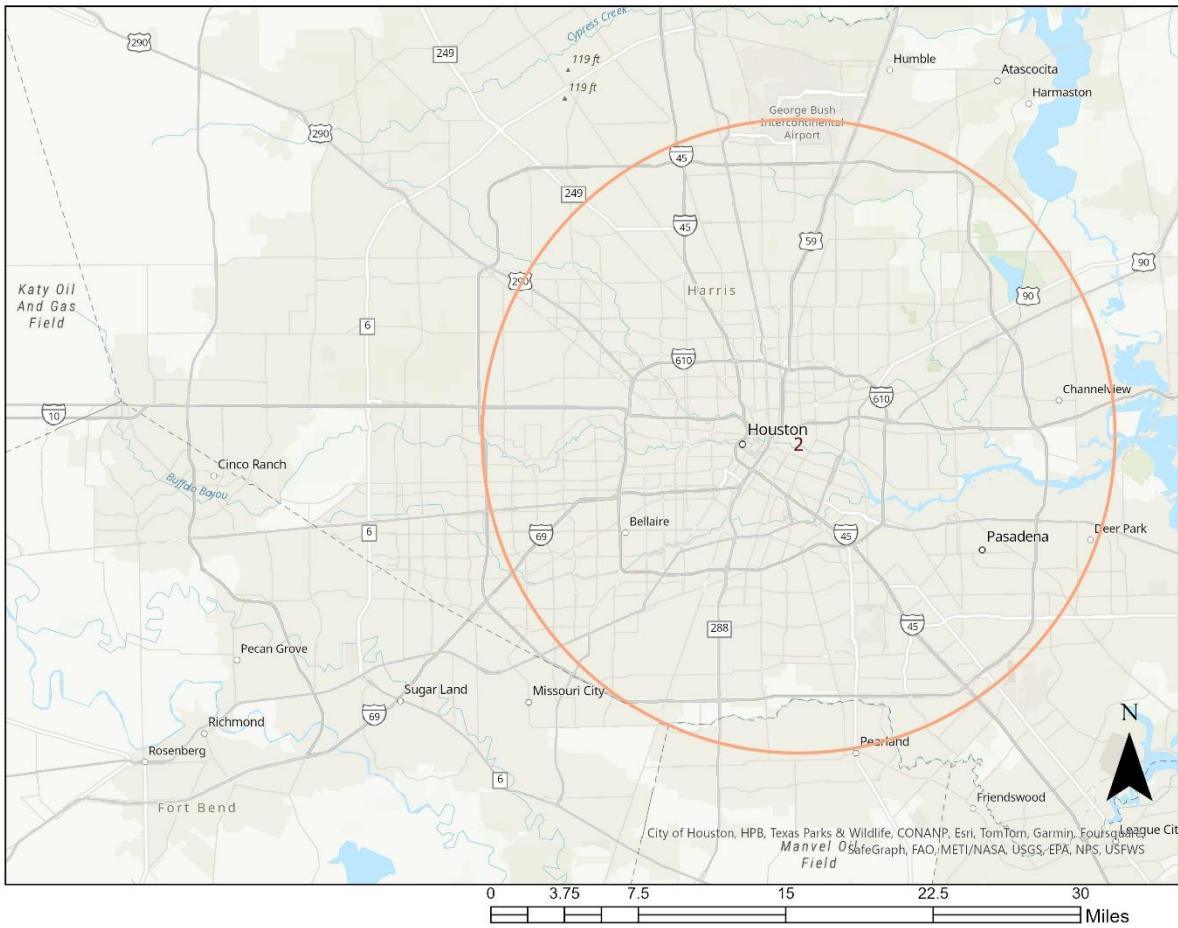 Cypress Creek
290
249
119 ft
119 ft
Humble
Atascocita
Harmaston
George Bush
Intercontinental
Airport
290
45
249
45
59
90
290
Harris
90
Katy Oil
And Gas
Field
6
610
610
Channelview
10
Houston
2
Cinco Ranch
Buffalo Bayou
6
69
Bellaire
45
Pasadena
Deer Park
288
45
Pecan Grove
Sugar Land
Missouri City
69
Richmond
Rosenberg
Pearland
N
6
Fort Bend
Friendswood
City of Houston, HPB, Texas Parks & Wildlife, CONANP, Esri, TomTom, Garmin, Foursquare,
SafeGraph, FAO, METI/NASA, USGS, EPA, NPS, USFWS
League Cit
Manvel Oil
Field
0 3.75 7.5 15 22.5 30
Miles